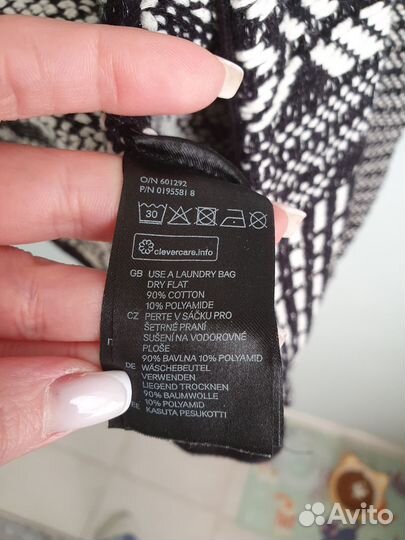 O/N 601292
P/N 0195581 8
30
clevercare.info
GB USE A LAUNDRY BAG
DRY FLAT
90% COTTON
10% POLYAMIDE
CZ PERTE V SÁČKU PRO
ŠETRNÉ PRANÍ
SUŠENÍ NA VODOROVNÉ
PLOŠE
90% BAVLNA 10% POLYAMID
DE WÄSCHEBEUTEL
VERWENDEN
LIEGEND TROCKNEN
90% BAUMWOLLE
10% POLYAMID
EE KASUTA PESUKOTTI
Avito